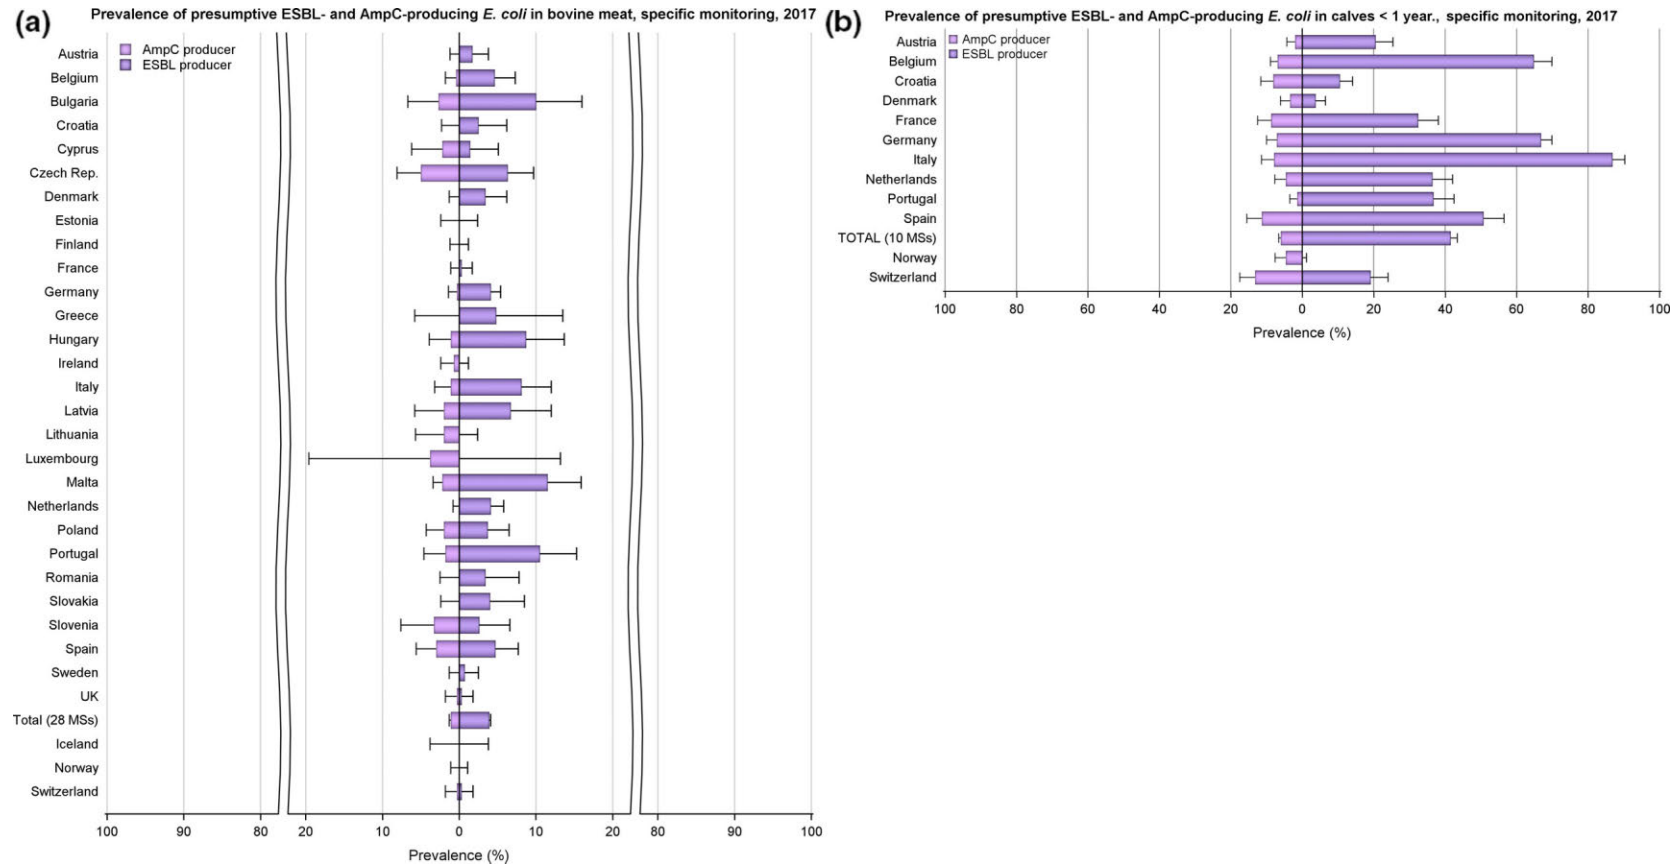 (a)
Prevalence of presumptive ESBL- and AmpC-producing E. coli in bovine meat, specific monitoring, 2017
AmpC producer
ESBL producer
Austria
Belgium
Bulgaria
Croatia
Cyprus
Czech Rep.
Denmark
Estonia
Finland
France
Germany
Greece
Hungary
Ireland
Italy
Latvia
Lithuania
Luxembourg
Malta
Netherlands
Poland
Portugal
Romania
Slovakia
Slovenia
Spain
Sweden
UK
Total (28 MSs)
Iceland
Norway
Switzerland
100 90 80 20 10 0 10 20 80 90 100
Prevalence (%)
(b)
Prevalence of presumptive ESBL- and AmpC-producing E. coli in calves < 1 year., specific monitoring, 2017
AmpC producer
ESBL producer
Austria
Belgium
Croatia
Denmark
France
Germany
Italy
Netherlands
Portugal
Spain
TOTAL (10 MSs)
Norway
Switzerland
100 80 60 40 20 0 20 40 60 80 100
Prevalence (%)